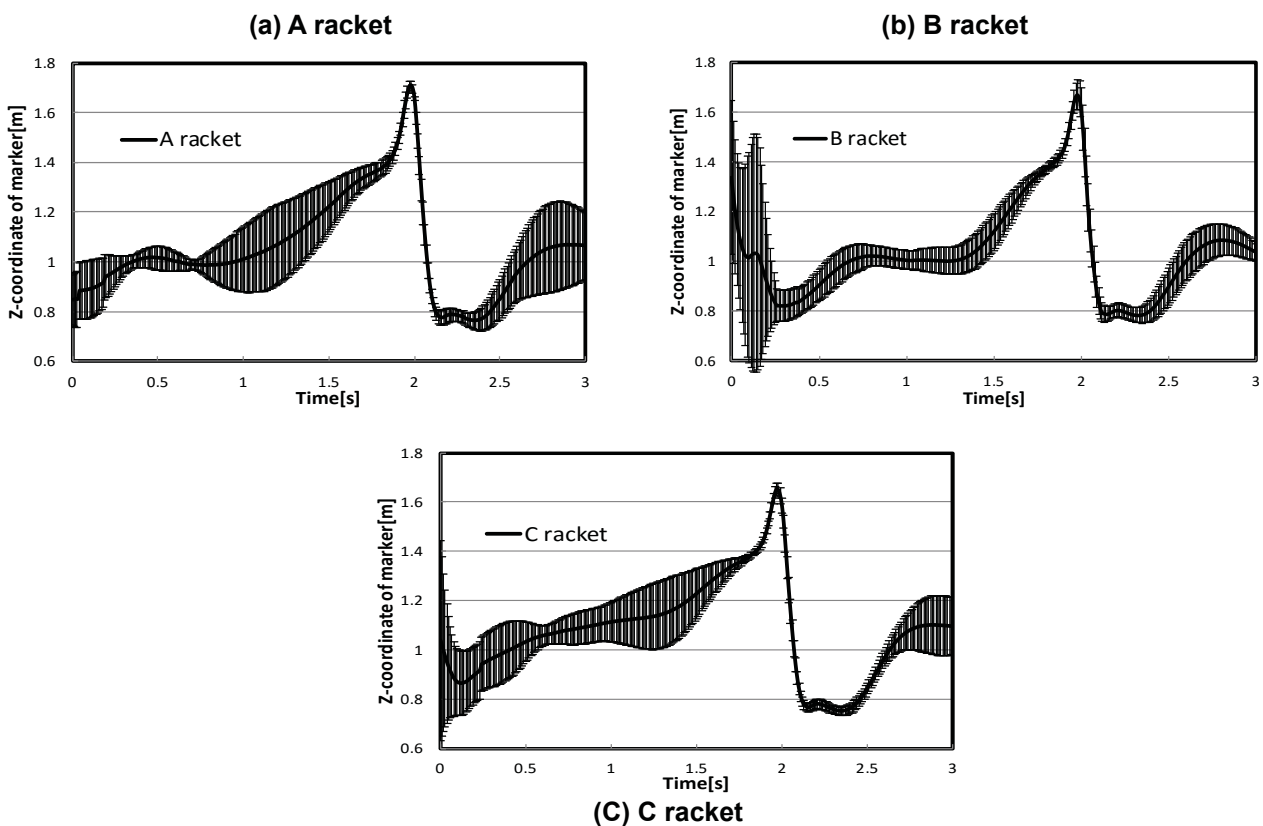 (a) A racket
(b) B racket
1.8
1.6
1.4
1.2
1
0.8
0.6
Z-coordinate of marker[m]
A racket
0 0.5 1 1.5 2 2.5 3
Time[s]
1.8
1.6
1.4
1.2
1
0.8
0.6
Z-coordinate of marker[m]
B racket
0 0.5 1 1.5 2 2.5 3
Time[s]
1.8
1.6
1.4
1.2
1
0.8
0.6
Z-coordinate of marker[m]
C racket
0 0.5 1 1.5 2 2.5 3
Time[s]
(C) C racket